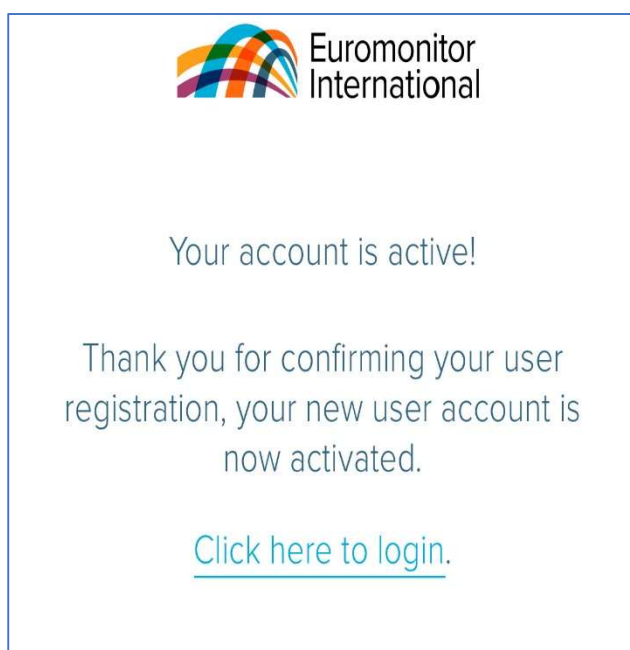 Euromonitor
International
Your account is active!
Thank you for confirming your user
registration, your new user account is
now activated.
Click here to login.